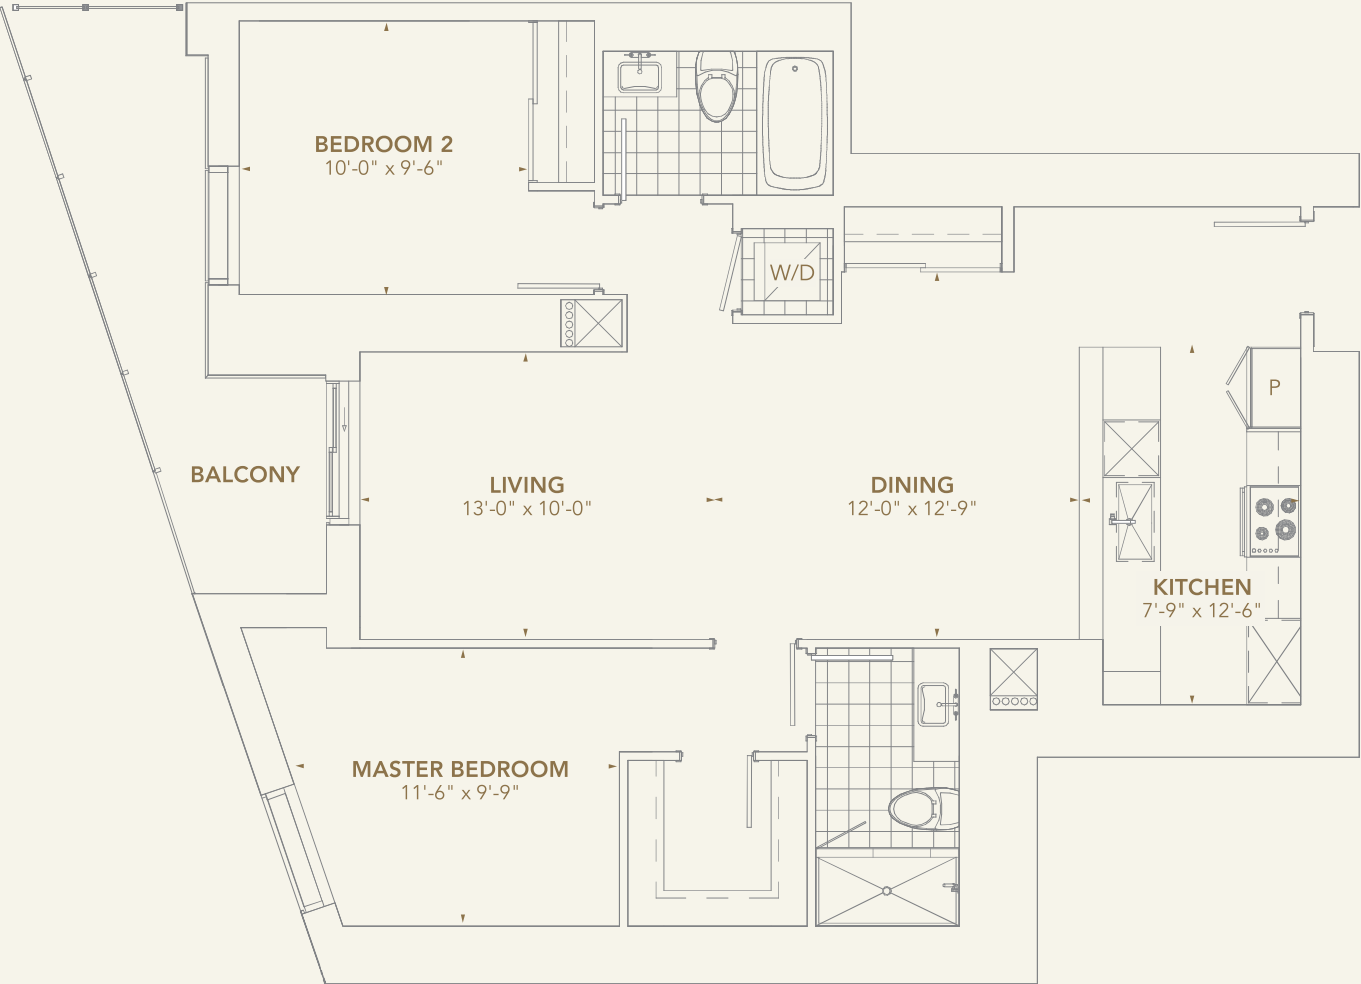 BEDROOM 2
10'-0" x 9'-6"
W/D
P
BALCONY
LIVING
13'-0" x 10'-0"
DINING
12'-0" x 12'-9"
KITCHEN
7'-9" x 12'-6"
MASTER BEDROOM
11'-6" x 9'-9"